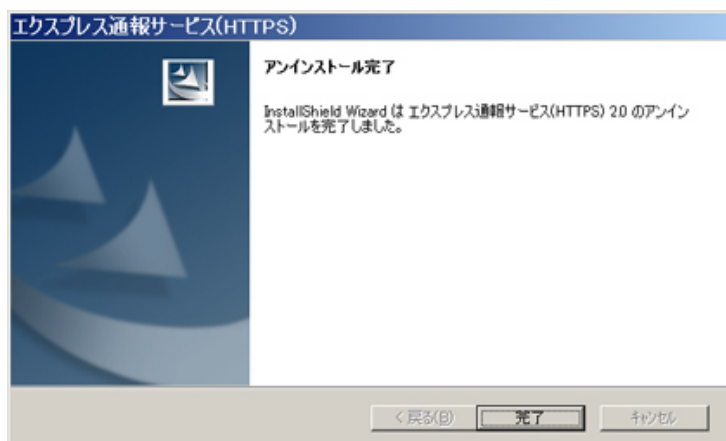 エクスプレス通報サービス(HTTPS)
アンインストール完了
InstallShield Wizard は エクスプレス通報サービス(HTTPS) 2.0 のアンイン
ストールを完了しました。
< 戻る(B)
完了
キャンセル